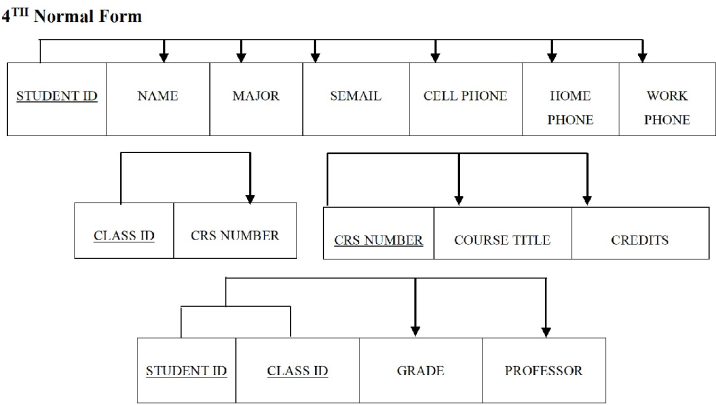 4TH Normal Form
STUDENT ID NAME MAJOR SEMAIL CELL PHONE HOME PHONE WORK PHONE
CLASS ID CRS NUMBER
CRS NUMBER COURSE TITLE CREDITS
STUDENT ID CLASS ID GRADE PROFESSOR